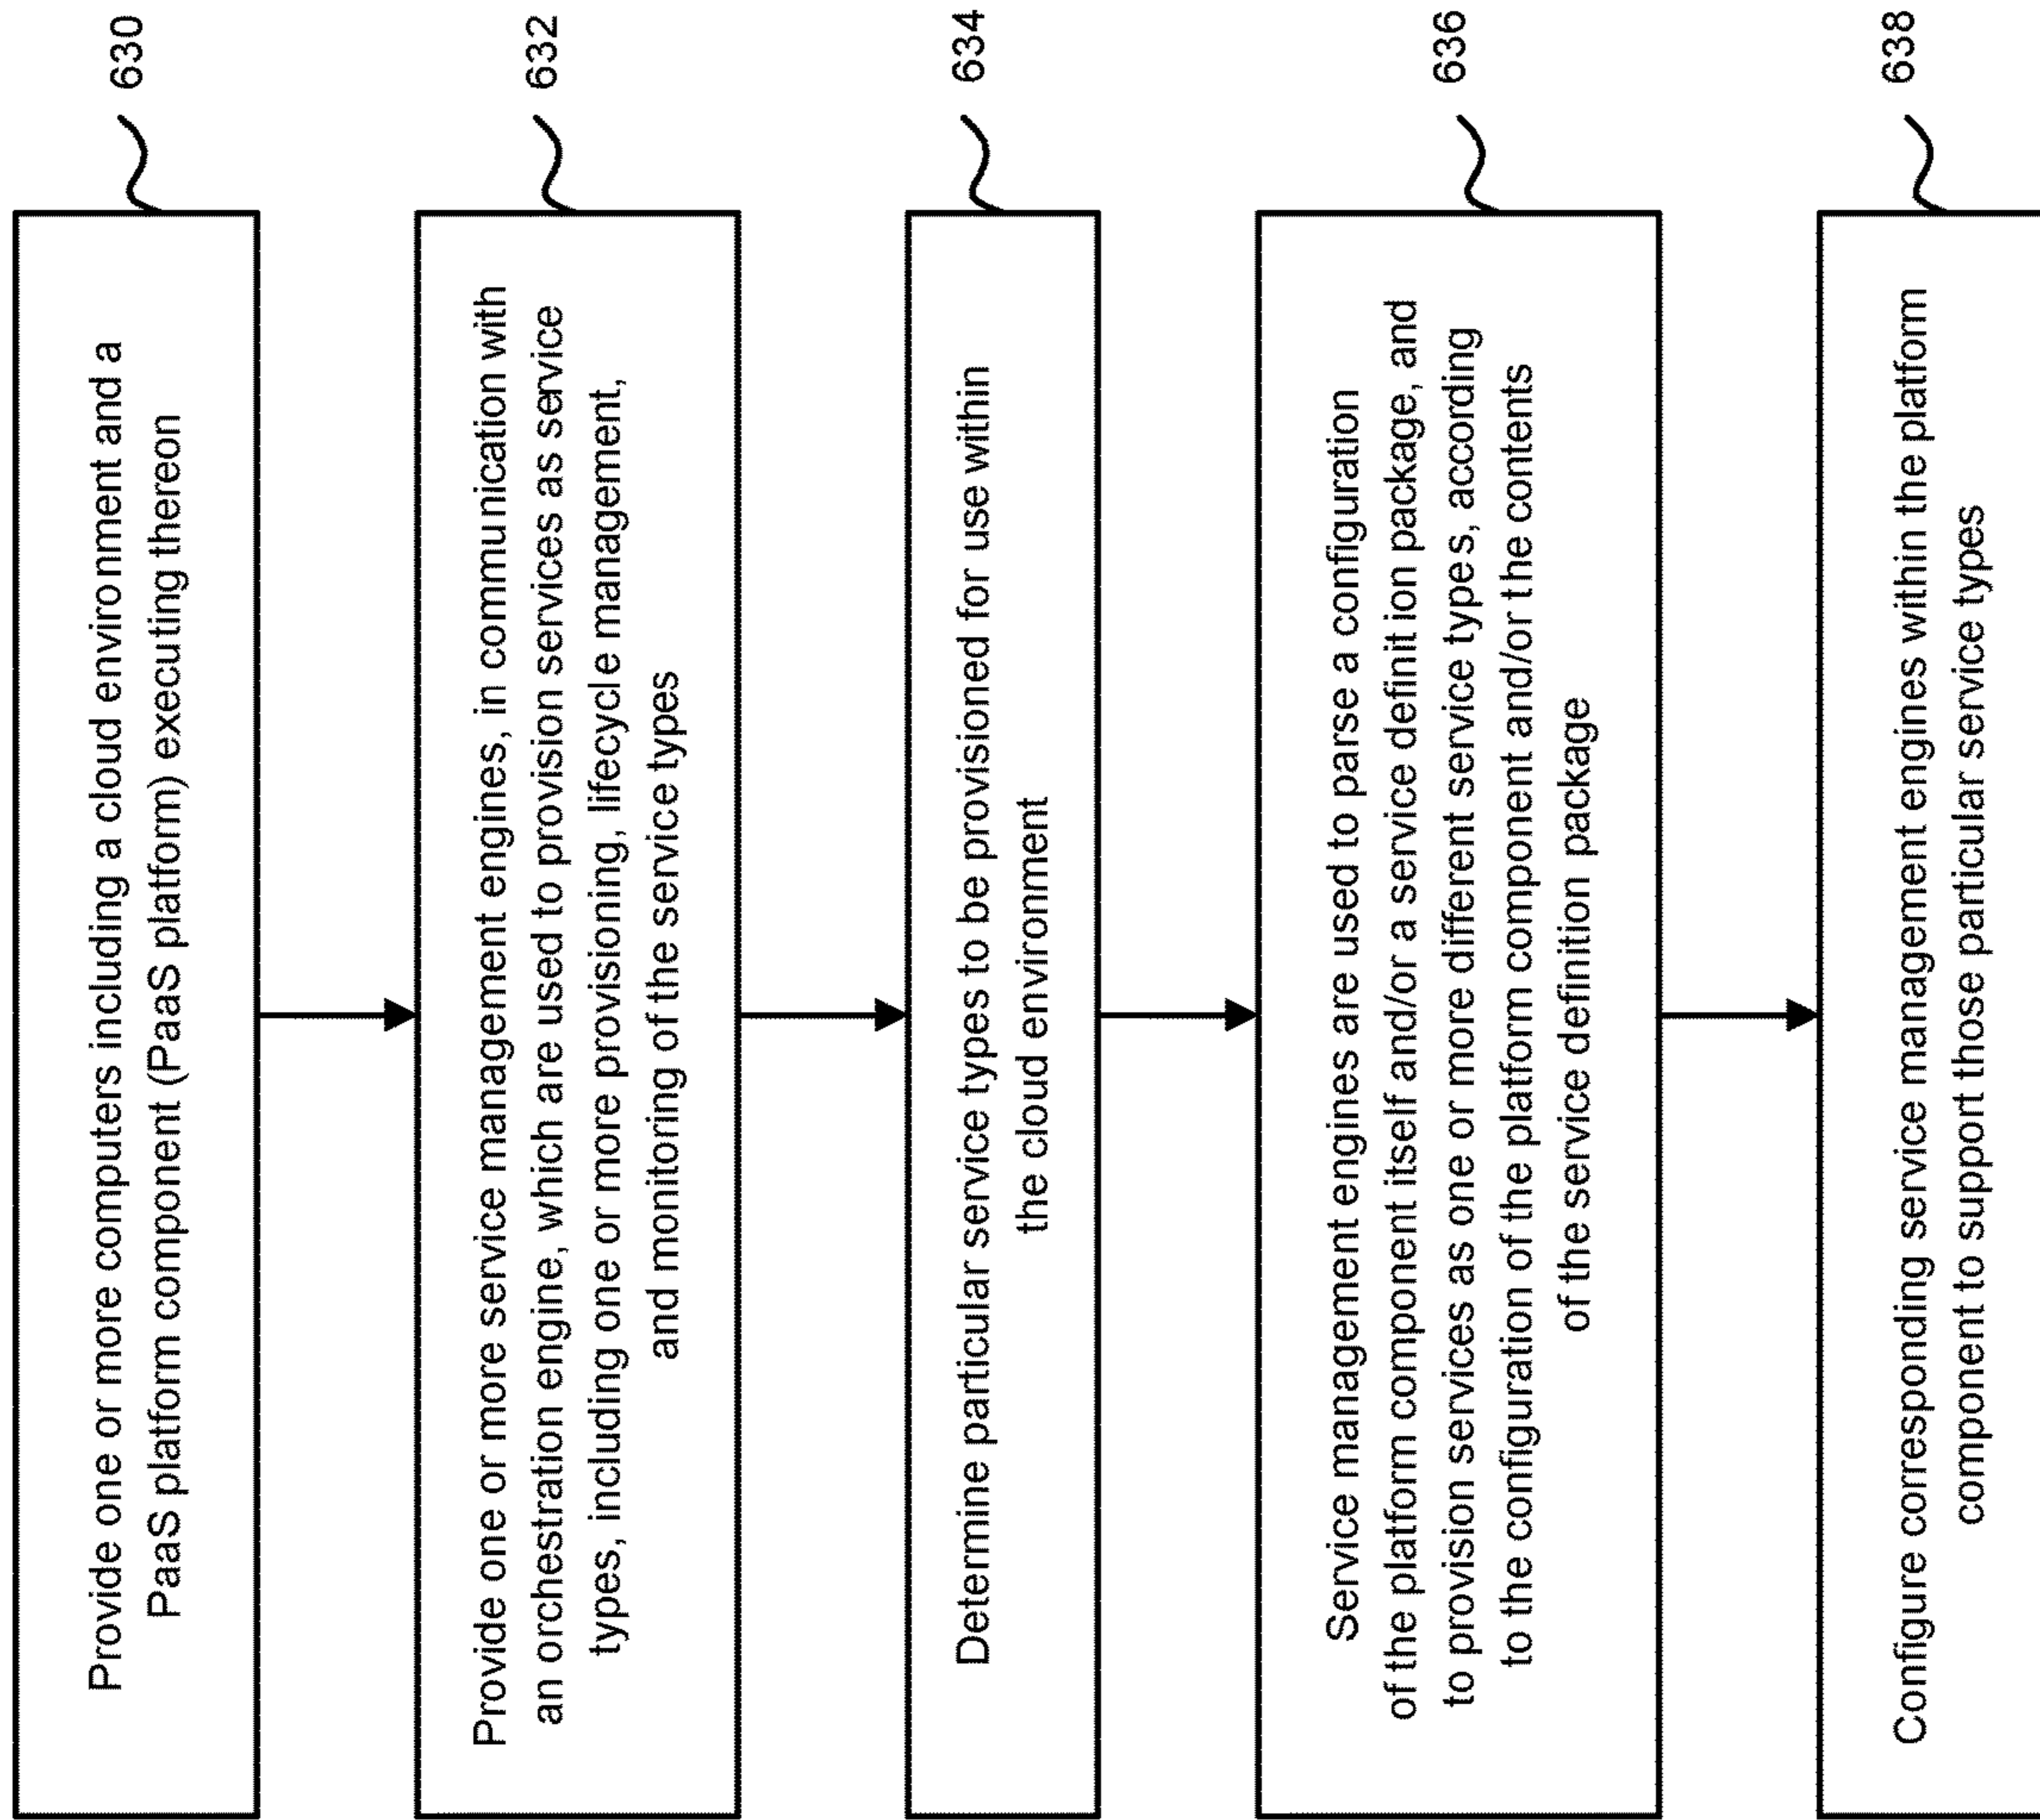 Provide one or more computers including a cloud environment and a
PaaS platform component (PaaS platform) executing thereon
630
Provide one or more service management engines, in communication with
an orchestration engine, which are used to provision services as service
types, including one or more provisioning, lifecycle management,
and monitoring of the service types
632
Determine particular service types to be provisioned for use within
the cloud environment
634
Service management engines are used to parse a configuration
of the platform component itself and/or a service definition package, and
to provision services as one or more different service types, according
to the configuration of the platform component and/or the contents
of the service definition package
636
Configure corresponding service management engines within the platform
component to support those particular service types
638